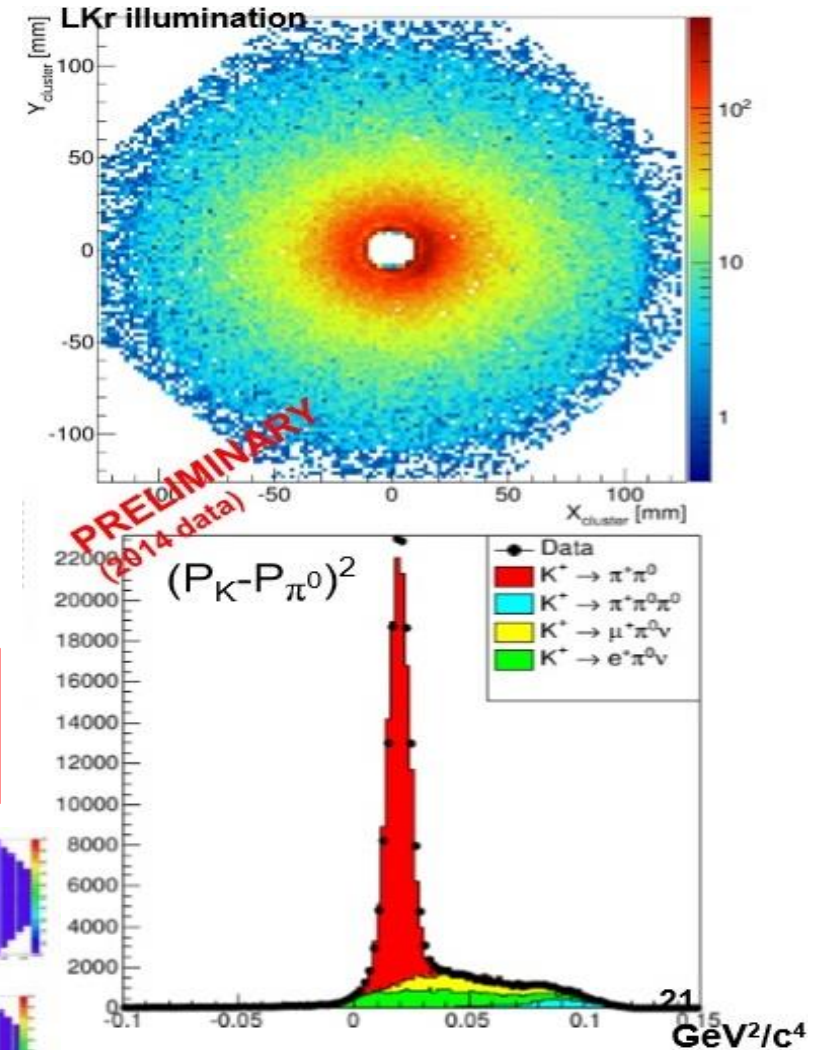 LKr illumination
Y_cluster [mm]
100
50
0
-50
-100
10²
10
1
-50
0
50
100
X_cluster [mm]
PRELIMINARY
(2014 data)
(P_K-P_π⁰)²
Data
K⁺ → π⁺π⁰
K⁺ → π⁺π⁰π⁰
K⁺ → μ⁺π⁰ν
K⁺ → e⁺π⁰ν
22000
20000
18000
16000
14000
12000
10000
8000
6000
4000
2000
0
-0.1
-0.05
0
0.05
0.1
0.15
21
GeV²/c⁴